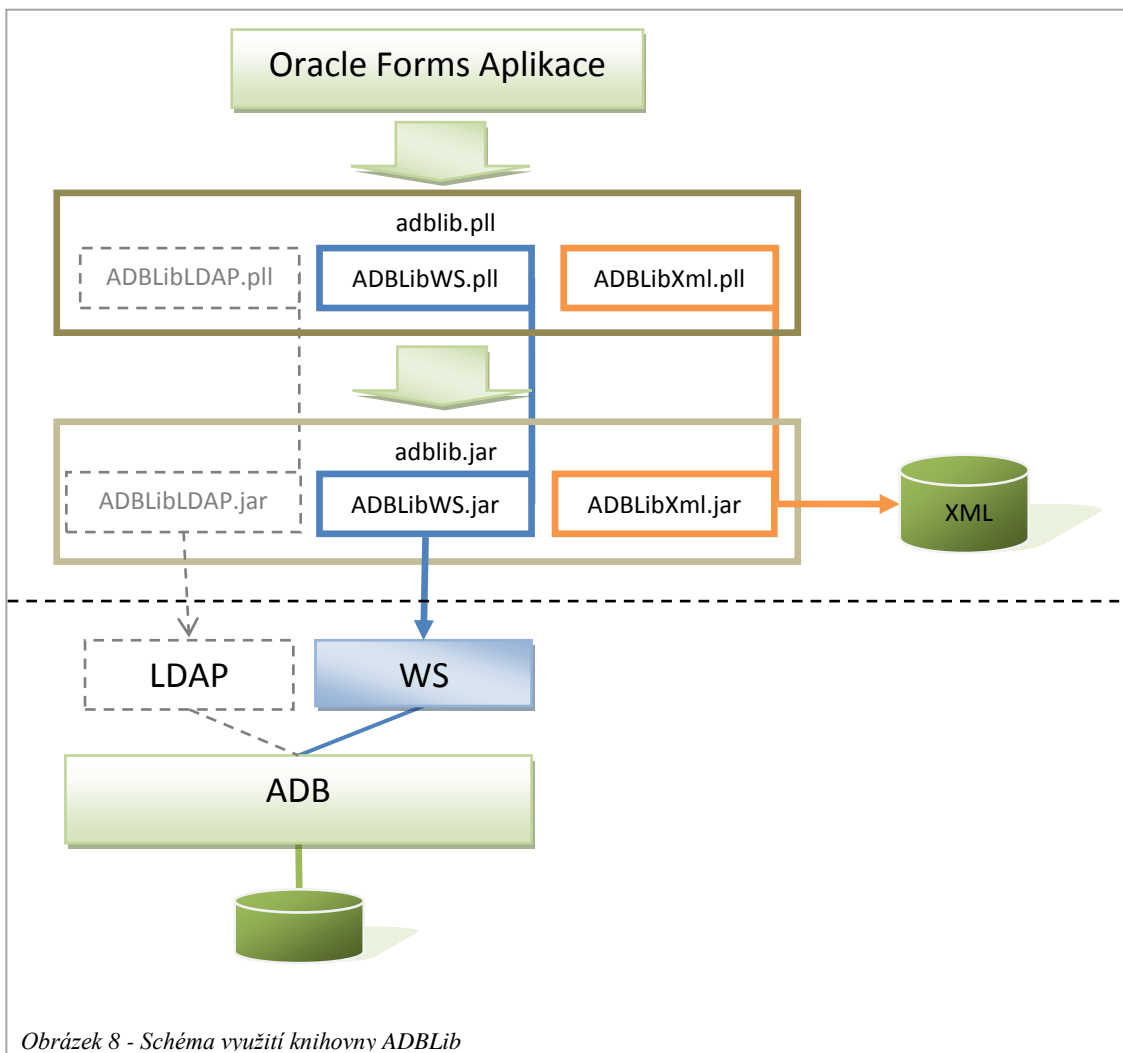 Oracle Forms Aplikace
adblib.pll
ADBLibLDAP.pll
ADBLibWS.pll
ADBLibXml.pll
adblib.jar
ADBLibLDAP.jar
ADBLibWS.jar
ADBLibXml.jar
XML
LDAP
WS
ADB
Obrázek 8 - Schéma využití knihovny ADBLib